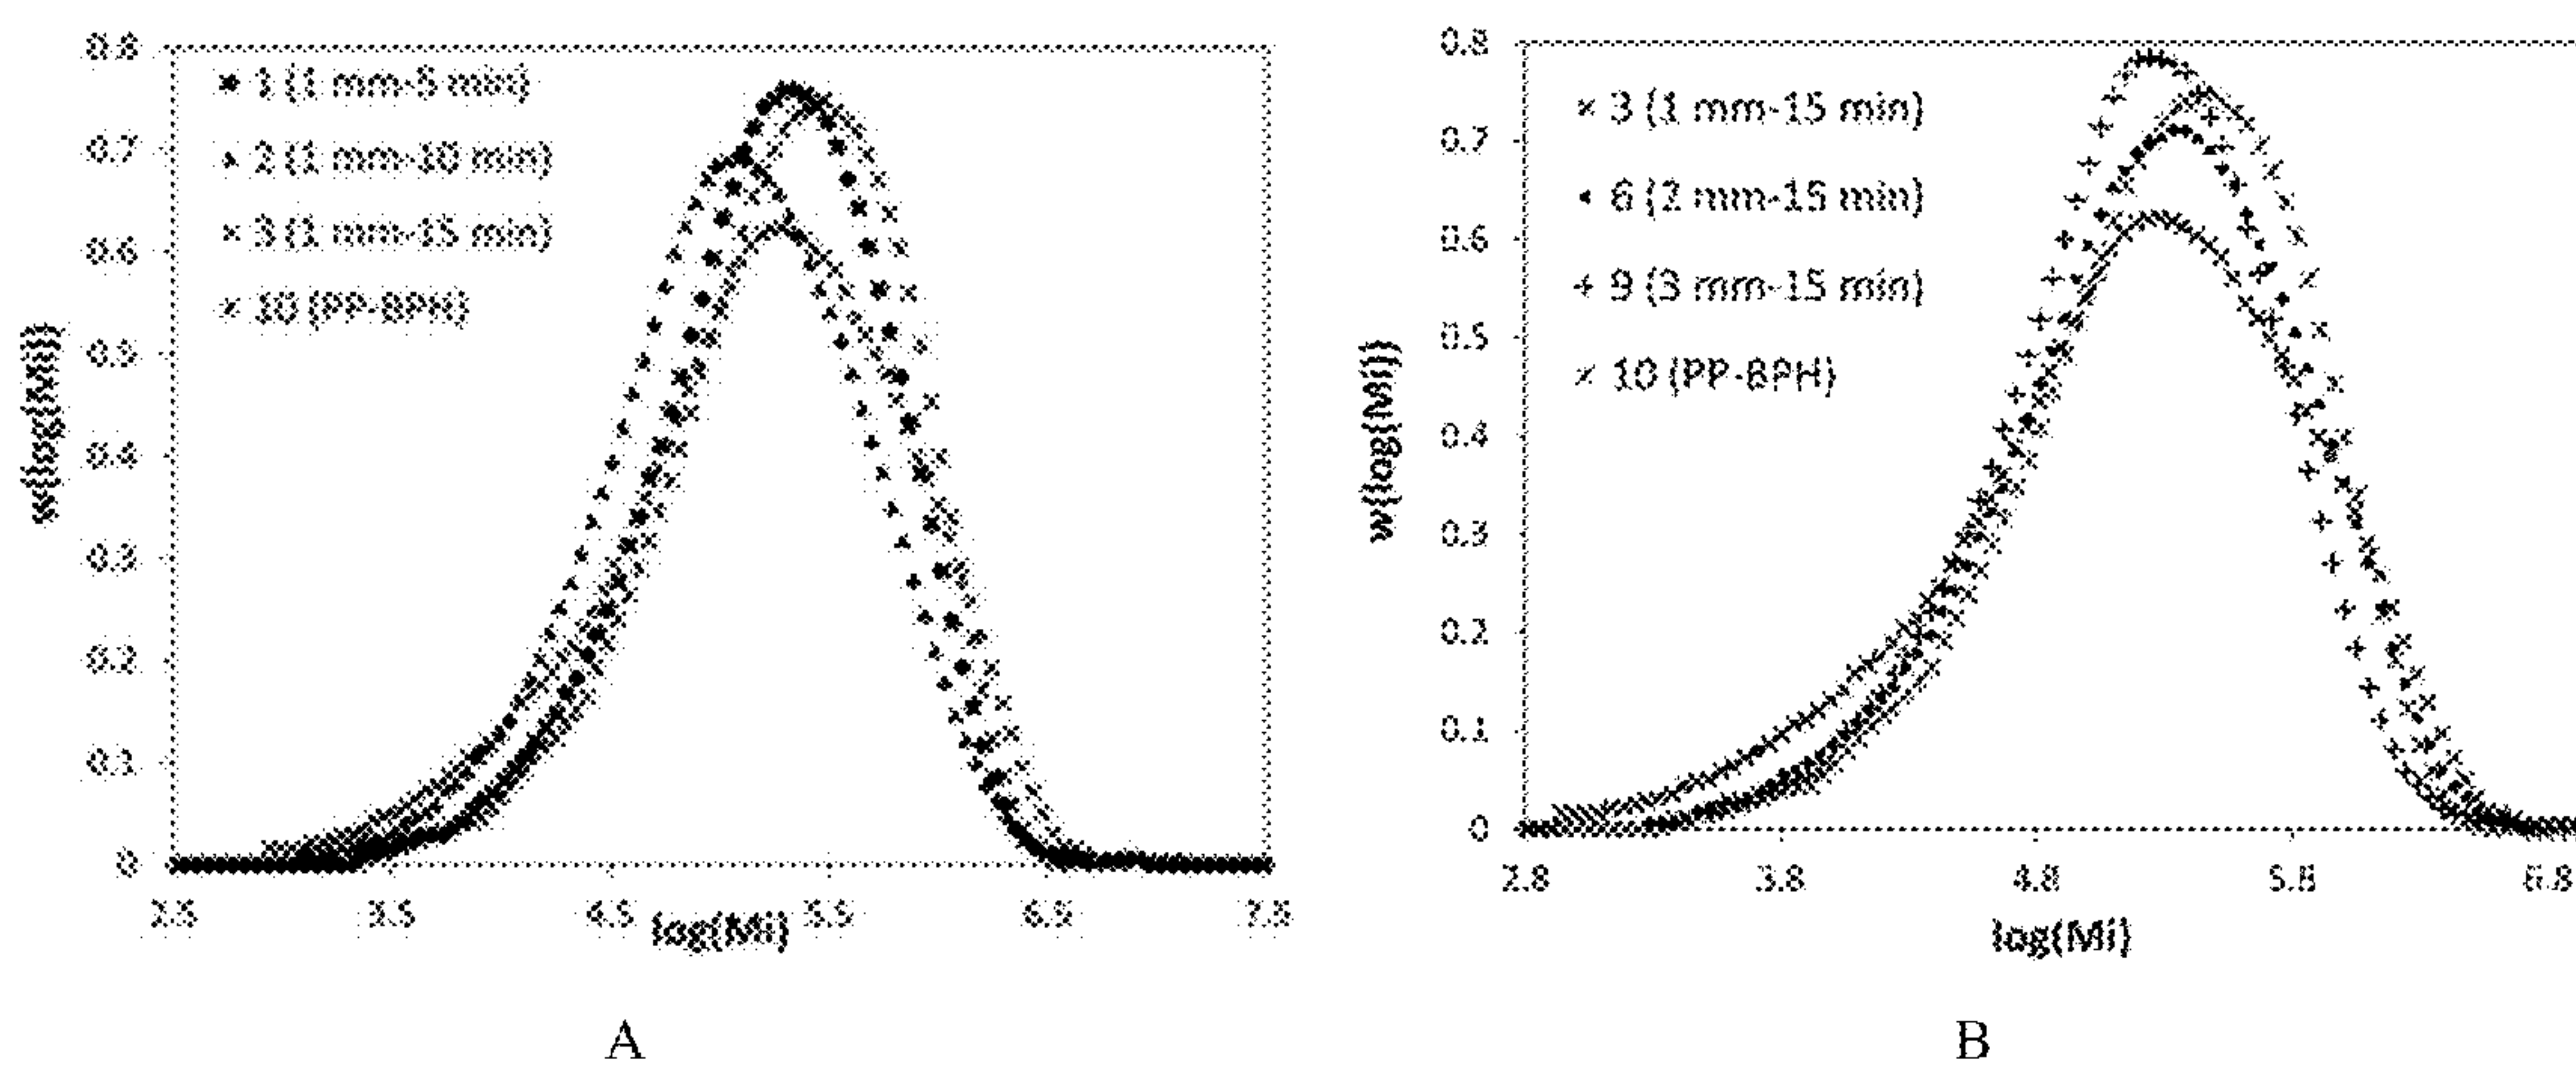 0.8
0.7
0.6
0.5
0.4
0.3
0.2
0.1
0
w(log(Mi))
1 (1 mm-5 min)
2 (1 mm-10 min)
3 (1 mm-15 min)
10 (PP-BPH)
2.5 3.5 4.5 5.5 6.5 7.5
log(Mi)
A
0.8
0.7
0.6
0.5
0.4
0.3
0.2
0.1
0
w(log(Mi))
3 (1 mm-15 min)
6 (2 mm-15 min)
9 (3 mm-15 min)
10 (PP-BPH)
2.8 3.8 4.8 5.8 6.8
log(Mi)
B